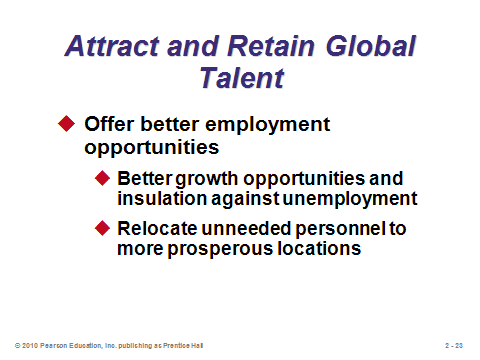 Attract and Retain Global
Talent
Offer better employment
opportunities
Better growth opportunities and
insulation against unemployment
Relocate unneeded personnel to
more prosperous locations
© 2010 Pearson Education, Inc. publishing as Prentice Hall
2 - 23